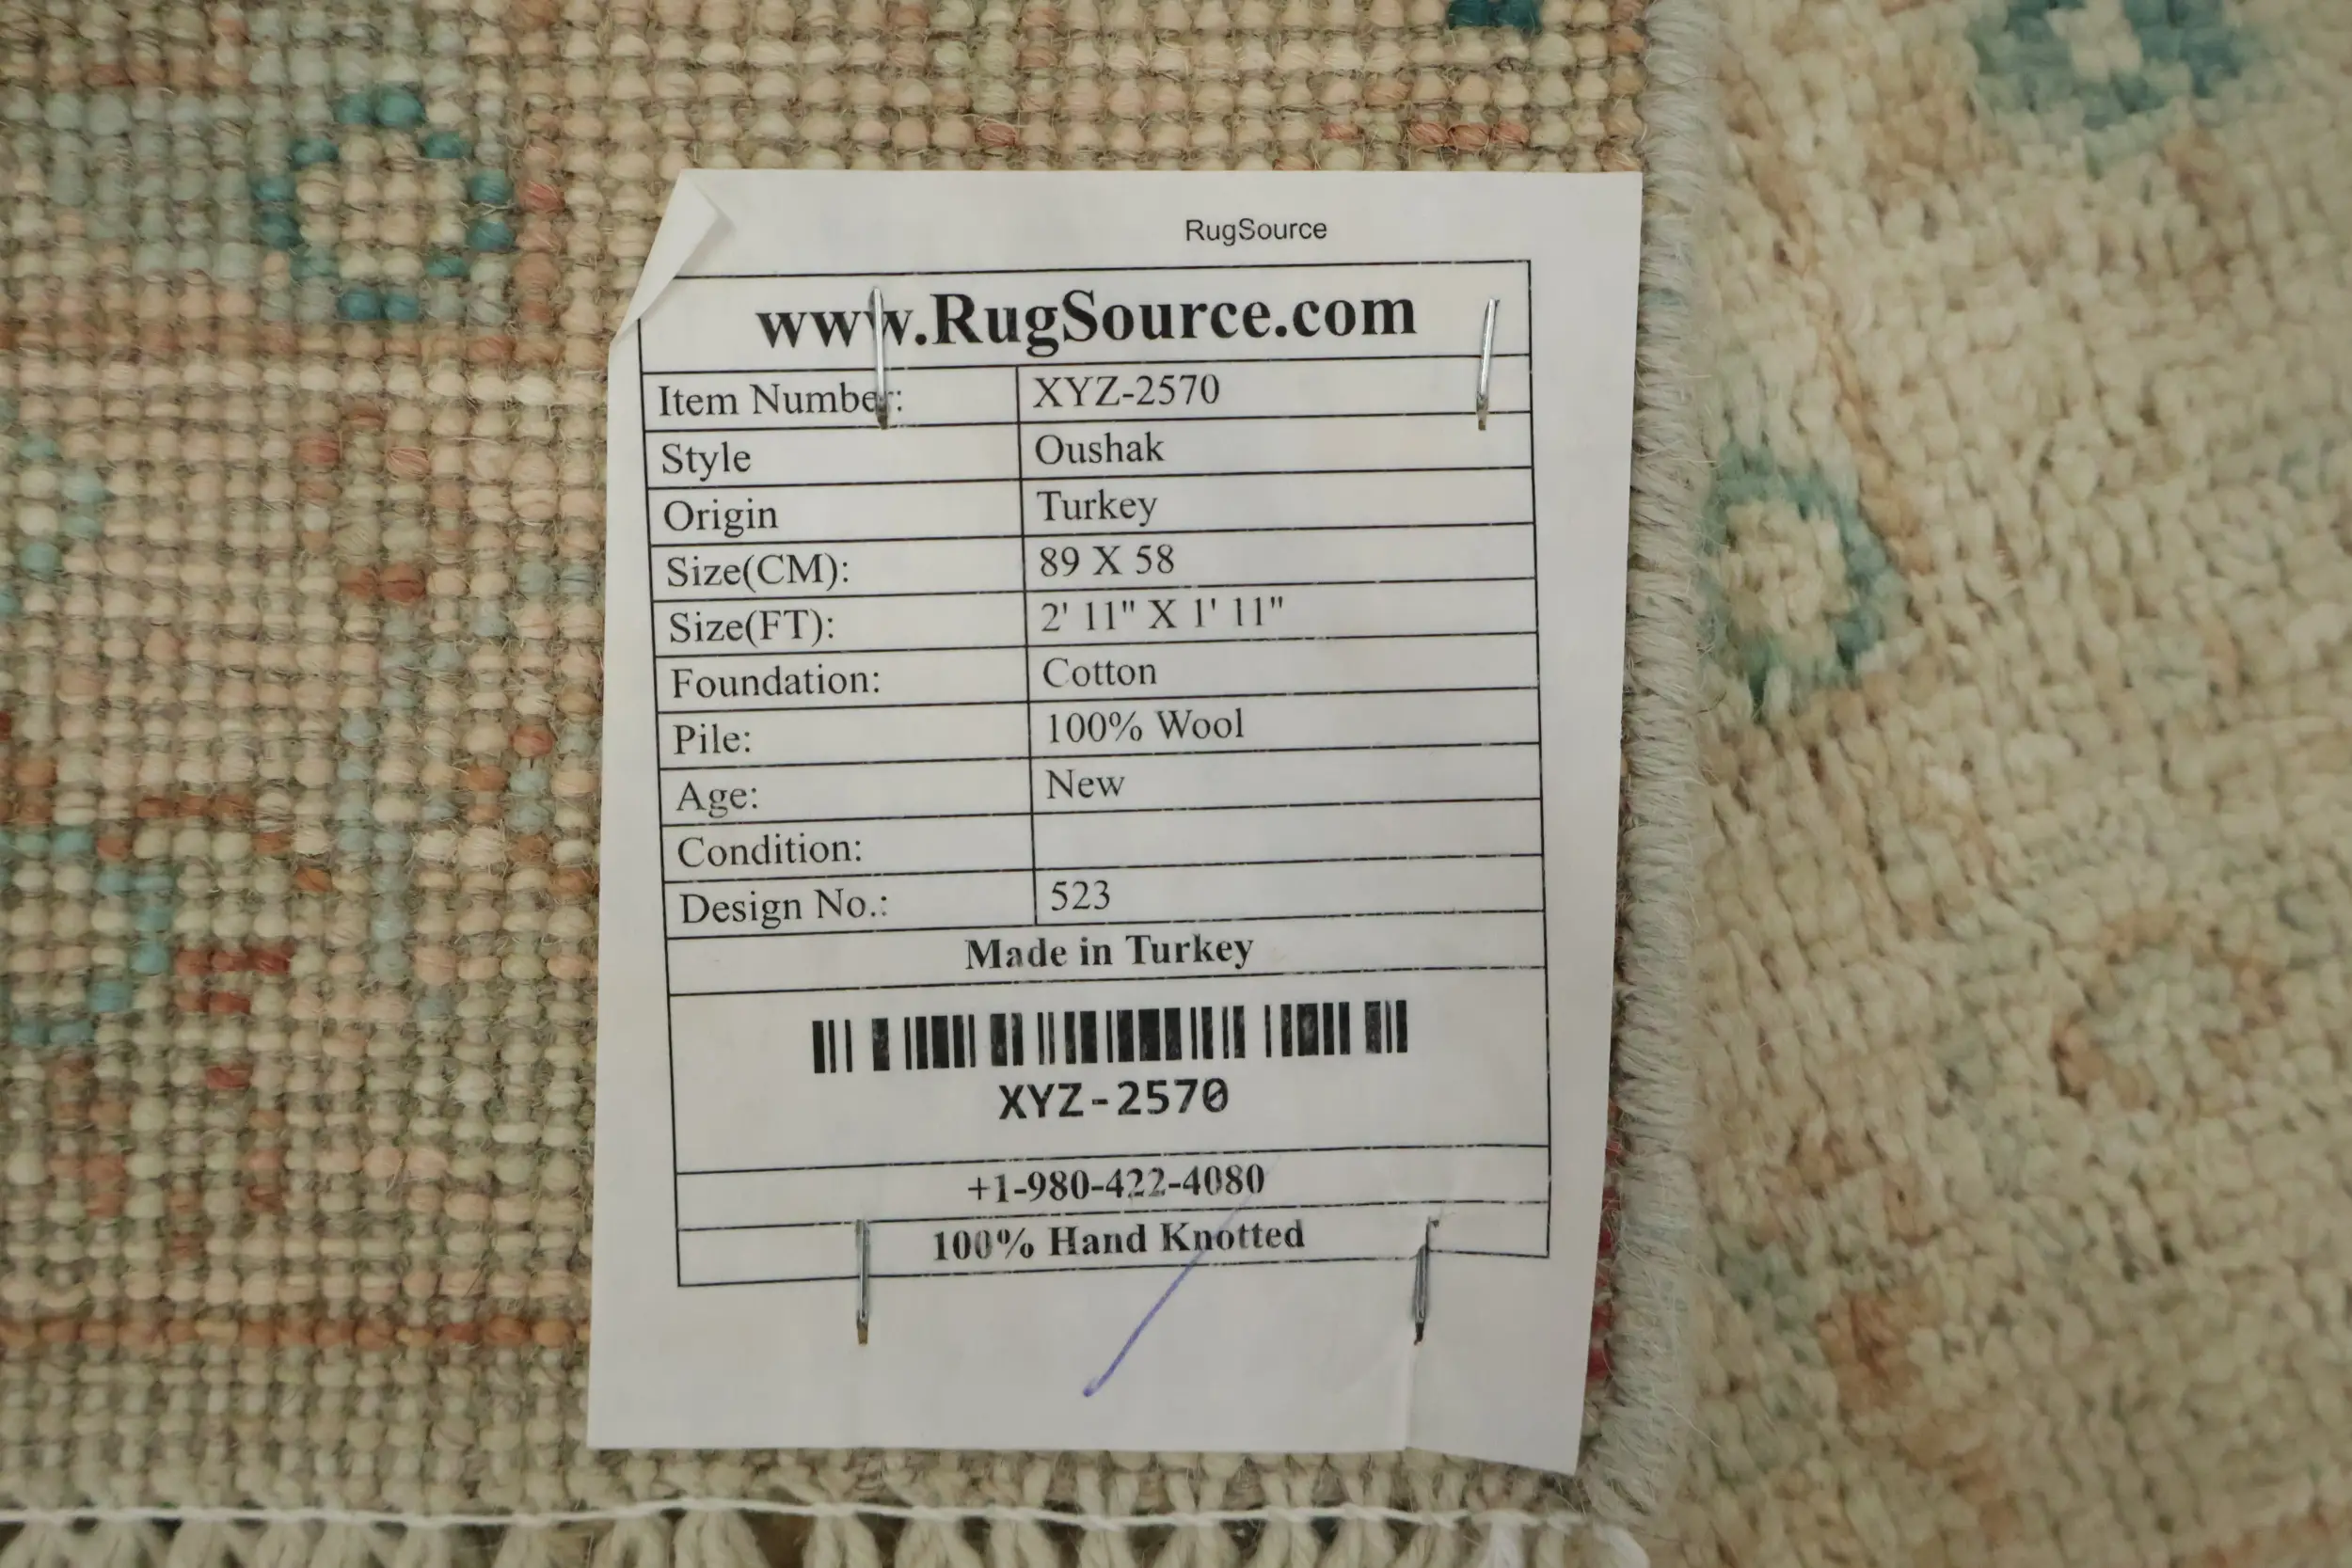 RugSource
www.RugSource.com
Item Number: XYZ-2570
Style Oushak
Origin Turkey
Size(CM): 89 X 58
Size(FT): 2' 11" X 1' 11"
Foundation: Cotton
Pile: 100% Wool
Age: New
Condition:
Design No.: 523
Made in Turkey
XYZ-2570
+1-980-422-4080
100% Hand Knotted